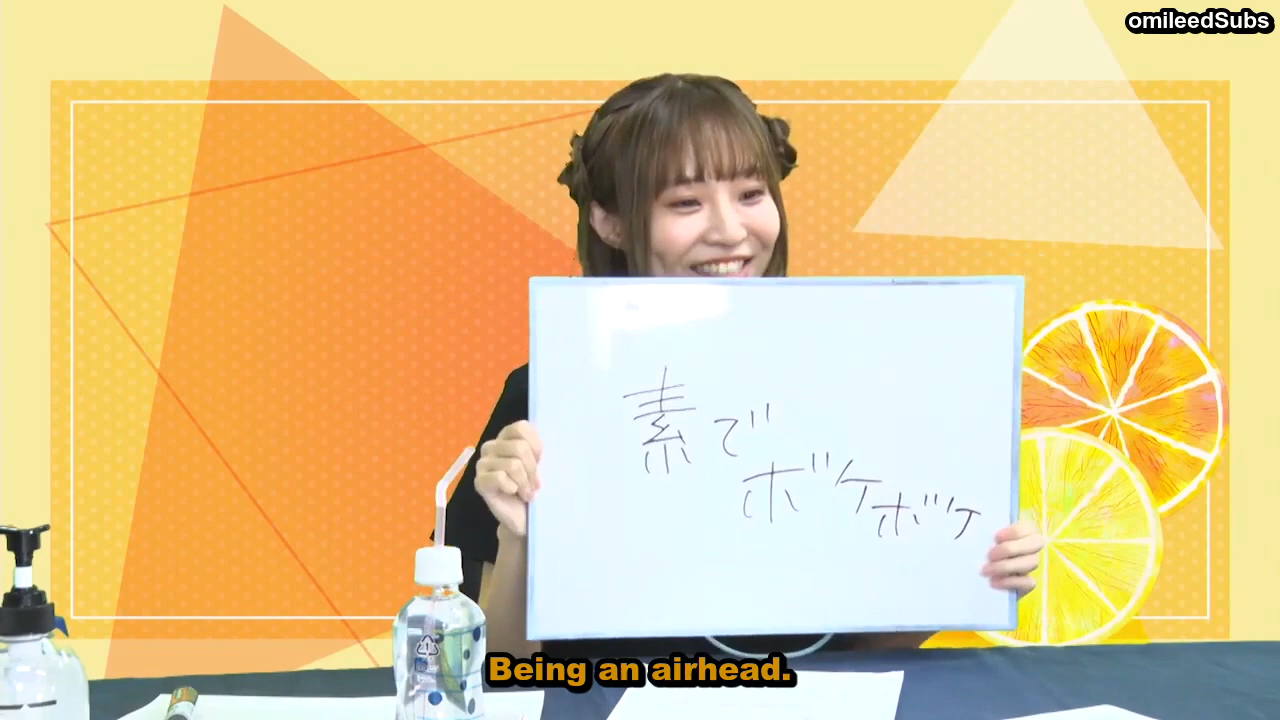 omileedSubs
素で
ボケボケ
Being an airhead.